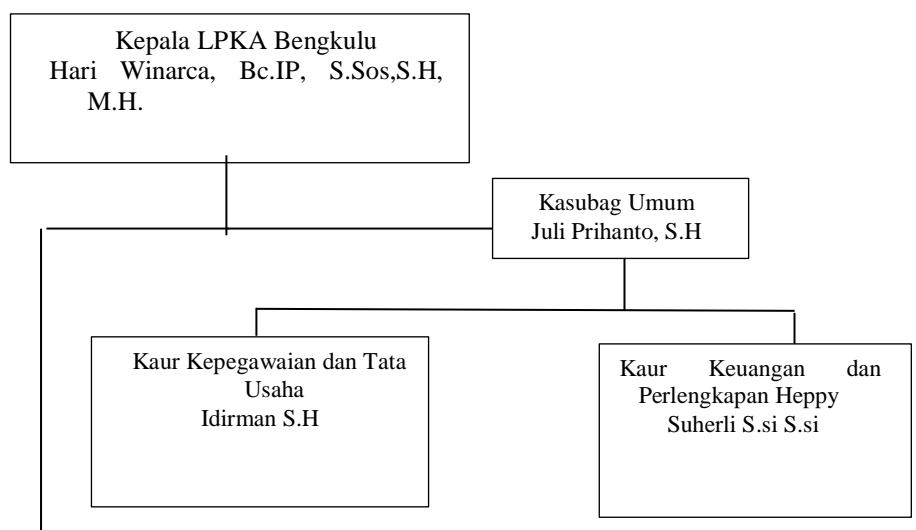 Kepala LPKA Bengkulu
Hari Winarca, Bc.IP, S.Sos,S.H,
M.H.
Kasubag Umum
Juli Prihanto, S.H
Kaur Kepegawaian dan Tata
Usaha
Idirman S.H
Kaur Keuangan dan
Perlengkapan Heppy
Suherli S.si S.si